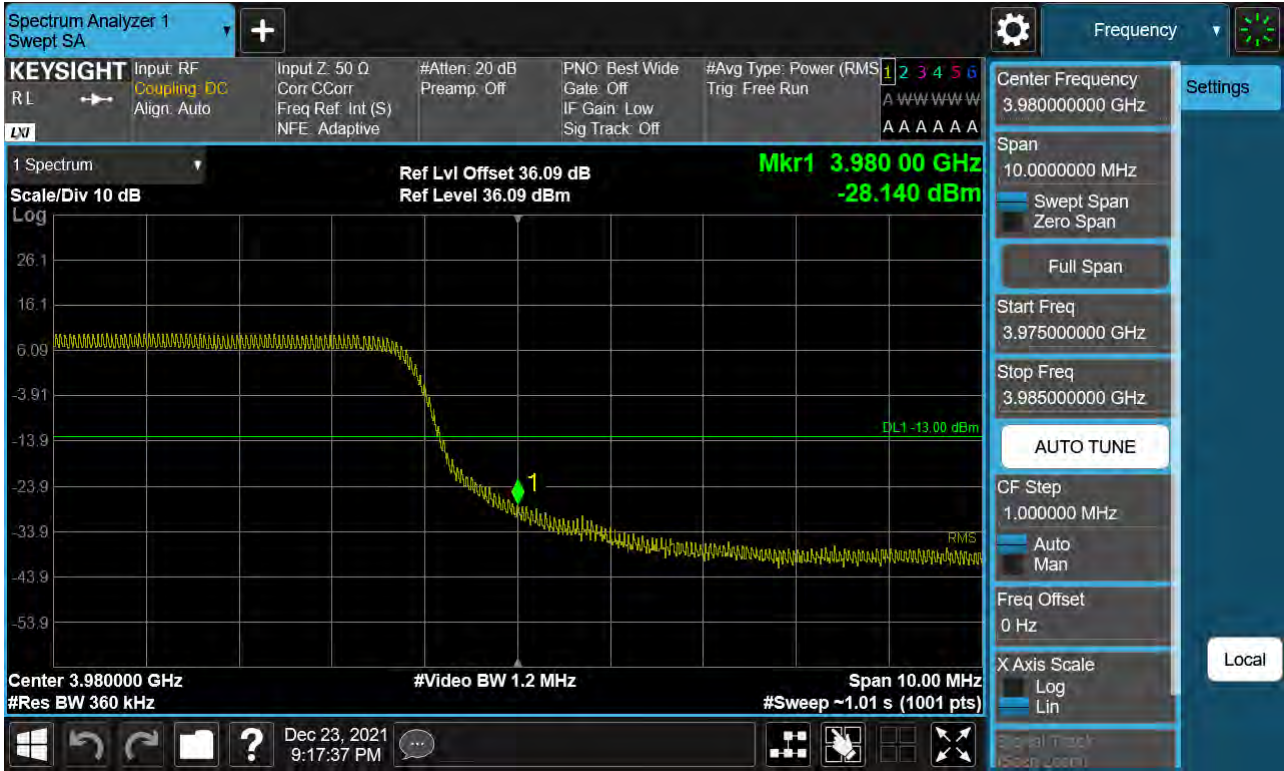 Spectrum Analyzer 1
Swept SA
+
Frequency
KEYSIGHT
RL
LXI
Input: RF
Coupling: DC
Align: Auto
Input Z: 50 Ω
Corr CCorr
Freq Ref: Int (S)
NFE: Adaptive
#Atten: 20 dB
Preamp: Off
PNO: Best Wide
Gate: Off
IF Gain: Low
Sig Track: Off
#Avg Type: Power (RMS
Trig: Free Run
1 2 3 4 5 6
A W W W W W
A A A A A A
1 Spectrum
Scale/Div 10 dB
Log
Ref Lvl Offset 36.09 dB
Ref Level 36.09 dBm
Mkr1 3.980 00 GHz
-28.140 dBm
26.1
16.1
6.09
-3.91
-13.9
-23.9
-33.9
-43.9
-53.9
DL1 -13.00 dBm
1
RMS
Center 3.980000 GHz
#Res BW 360 kHz
#Video BW 1.2 MHz
Span 10.00 MHz
#Sweep ~1.01 s (1001 pts)
Center Frequency
3.980000000 GHz
Span
10.0000000 MHz
Swept Span
Zero Span
Full Span
Start Freq
3.975000000 GHz
Stop Freq
3.985000000 GHz
AUTO TUNE
CF Step
1.000000 MHz
Auto
Man
Freq Offset
0 Hz
X Axis Scale
Log
Lin
Signal Track
(Span Zoom)
Settings
Local
?
Dec 23, 2021
9:17:37 PM